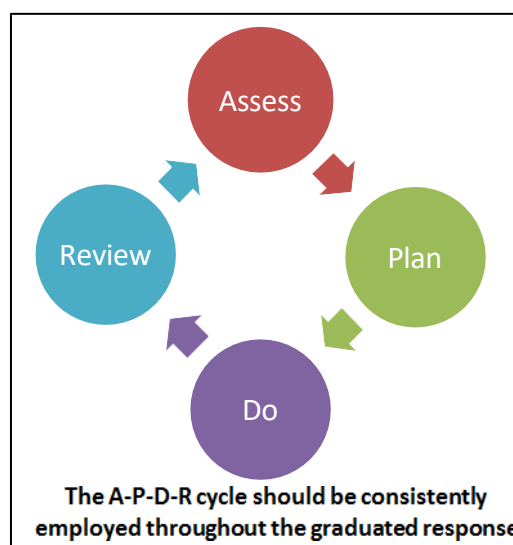 Assess
Review
Plan
Do
The A-P-D-R cycle should be consistently
employed throughout the graduated response